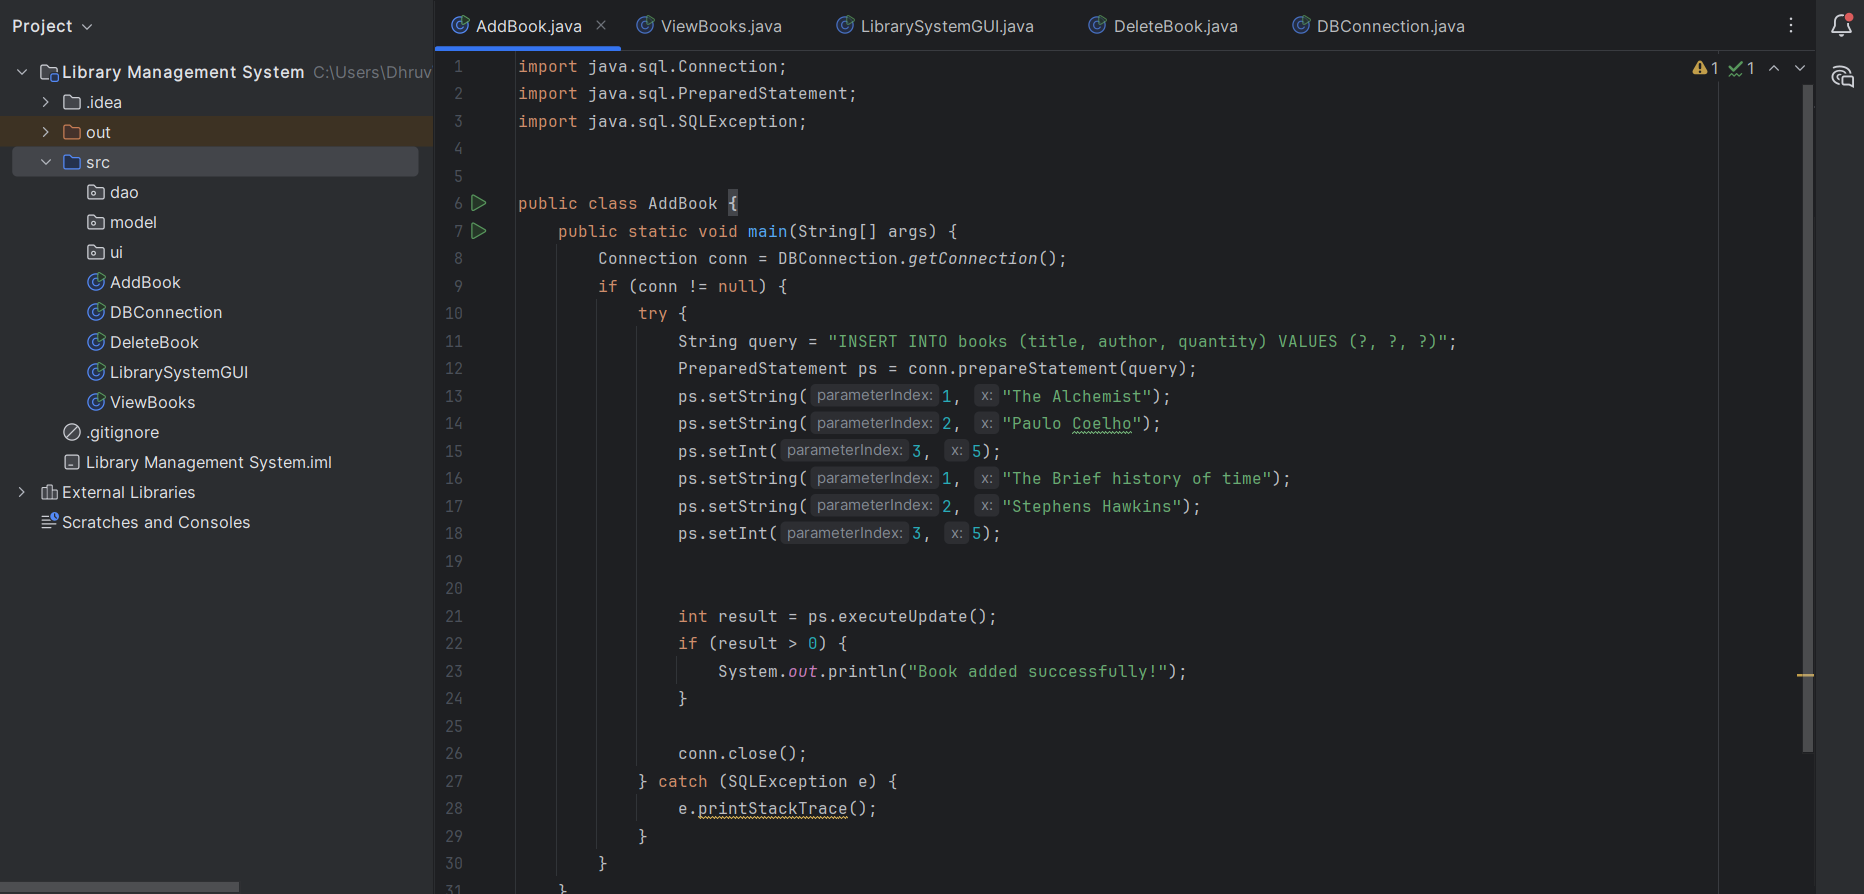 Project
Library Management System C:\Users\Dhruv
.idea
out
src
dao
model
ui
AddBook
DBConnection
DeleteBook
LibrarySystemGUI
ViewBooks
.gitignore
Library Management System.iml
External Libraries
Scratches and Consoles
AddBook.java ViewBooks.java LibrarySystemGUI.java DeleteBook.java DBConnection.java
1 1
1 import java.sql.Connection;
2 import java.sql.PreparedStatement;
3 import java.sql.SQLException;
4
5
6 public class AddBook {
7 public static void main(String[] args) {
8 Connection conn = DBConnection.getConnection();
9 if (conn != null) {
10 try {
11 String query = "INSERT INTO books (title, author, quantity) VALUES (?, ?, ?)";
12 PreparedStatement ps = conn.prepareStatement(query);
13 ps.setString( parameterIndex: 1, x: "The Alchemist");
14 ps.setString( parameterIndex: 2, x: "Paulo Coelho");
15 ps.setInt( parameterIndex: 3, x: 5);
16 ps.setString( parameterIndex: 1, x: "The Brief history of time");
17 ps.setString( parameterIndex: 2, x: "Stephens Hawkins");
18 ps.setInt( parameterIndex: 3, x: 5);
19
20
21 int result = ps.executeUpdate();
22 if (result > 0) {
23 System.out.println("Book added successfully!");
24 }
25
26 conn.close();
27 } catch (SQLException e) {
28 e.printStackTrace();
29 }
30 }
31 }